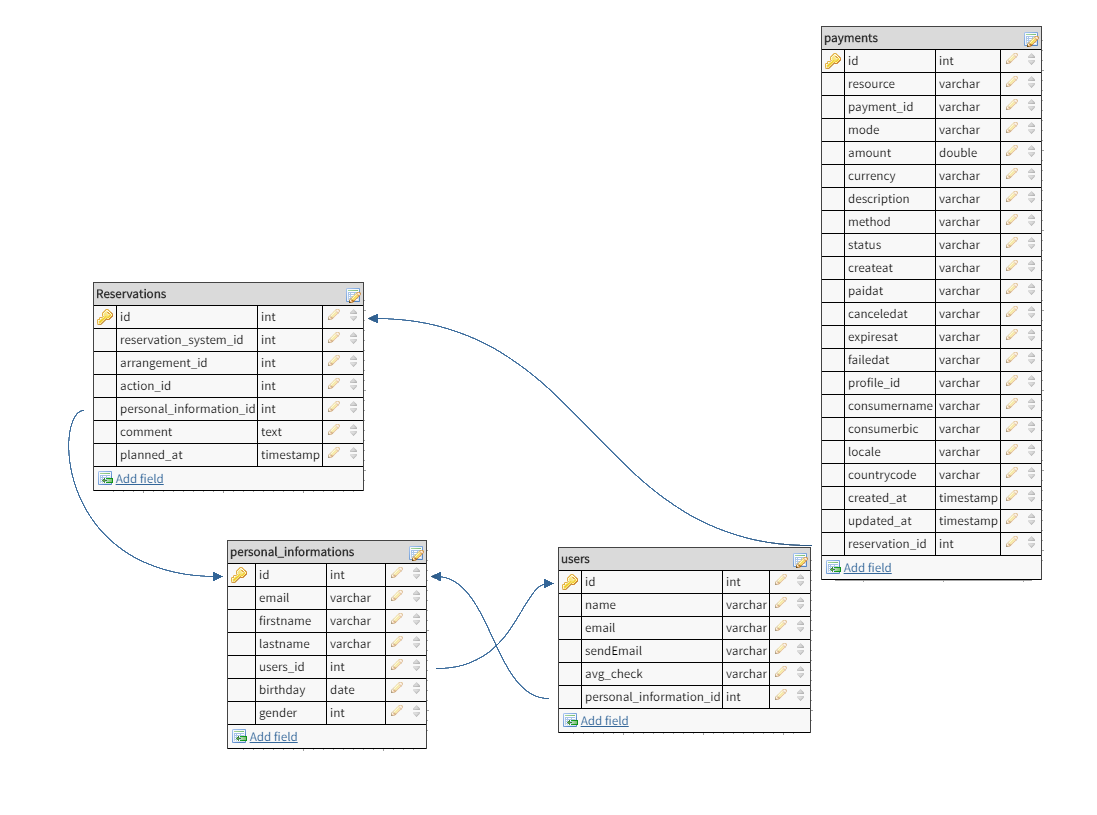 payments
id int
resource varchar
payment_id varchar
mode varchar
amount double
currency varchar
description varchar
method varchar
status varchar
createat varchar
paidat varchar
canceledat varchar
expiresat varchar
failedat varchar
profile_id varchar
consumername varchar
consumerbic varchar
locale varchar
countrycode varchar
created_at timestamp
updated_at timestamp
reservation_id int
Add field
Reservations
id int
reservation_system_id int
arrangement_id int
action_id int
personal_information_id int
comment text
planned_at timestamp
Add field
personal_informations
id int
email varchar
firstname varchar
lastname varchar
users_id int
birthday date
gender int
Add field
users
id int
name varchar
email varchar
sendEmail varchar
avg_check varchar
personal_information_id int
Add field